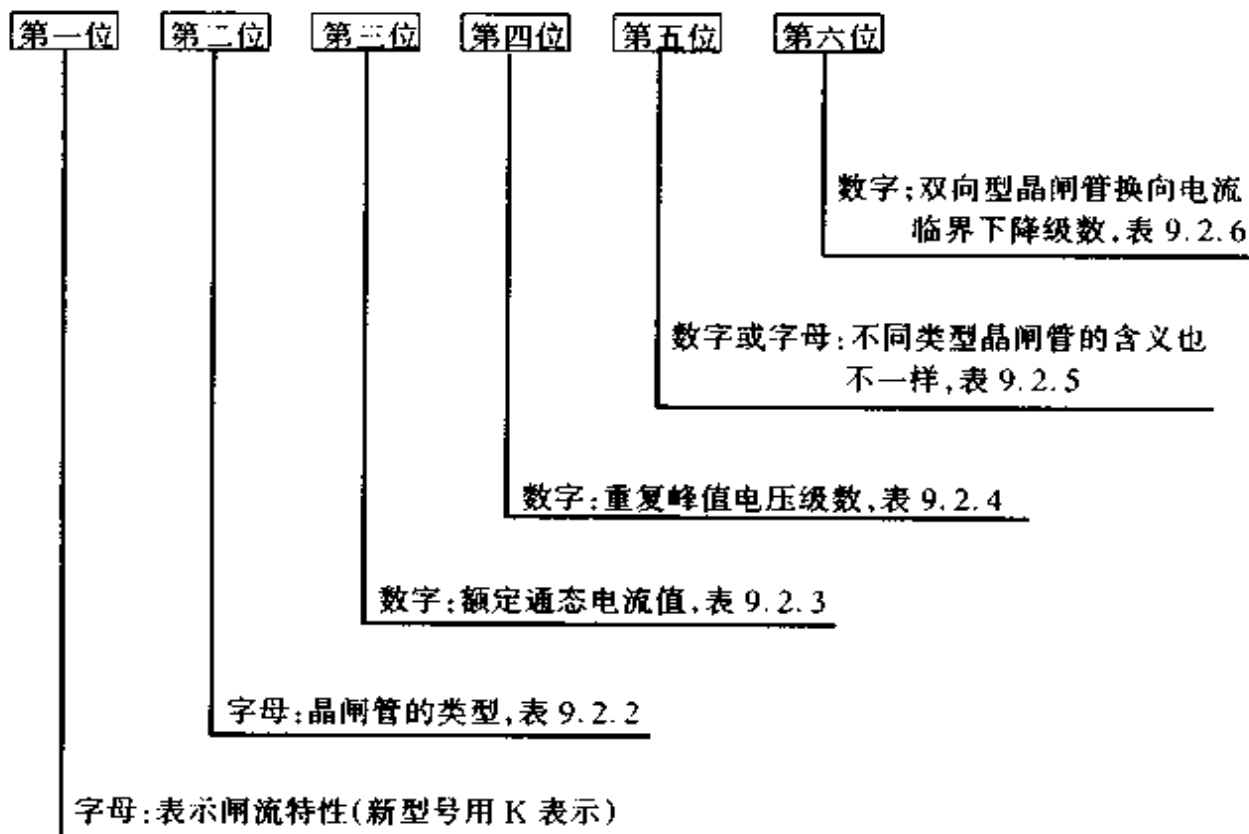 第一位 第二位 第三位 第四位 第五位 第六位
数字;双向型晶闸管换向电流
临界下降级数,表 9.2.6
数字或字母:不同类型晶闸管的含义也
不一样,表 9.2.5
数字:重复峰值电压级数,表 9.2.4
数字:额定通态电流值,表 9.2.3
字母:晶闸管的类型,表 9.2.2
字母:表示闸流特性(新型号用 K 表示)